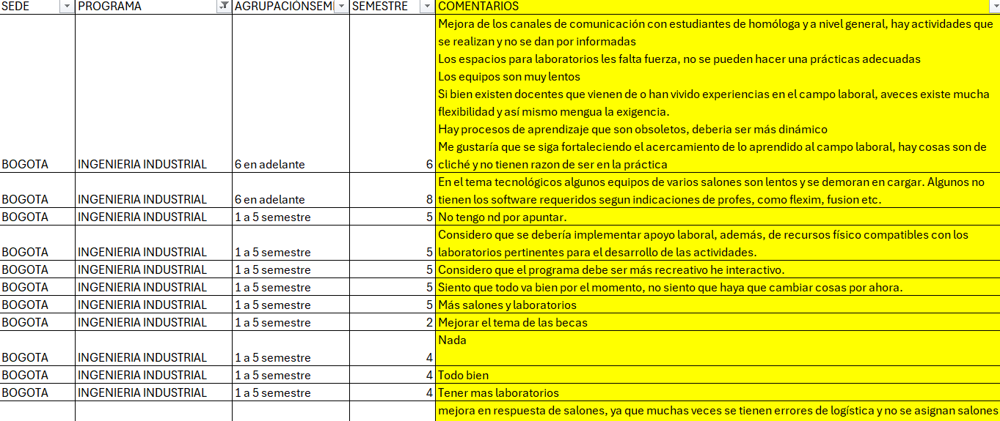 SEDE PROGRAMA AGRUPACIÓNSEMI SEMESTRE COMENTARIOS
Mejora de los canales de comunicación con estudiantes de homóloga y a nivel general, hay actividades que
se realizan y no se dan por informadas
Los espacios para laboratorios les falta fuerza, no se pueden hacer una prácticas adecuadas
Los equipos son muy lentos
Si bien existen docentes que vienen de o han vivido experiencias en el campo laboral, aveces existe mucha
flexibilidad y así mismo mengua la exigencia.
Hay procesos de aprendizaje que son obsoletos, deberia ser más dinámico
Me gustaría que se siga fortaleciendo el acercamiento de lo aprendido al campo laboral, hay cosas son de
BOGOTA INGENIERIA INDUSTRIAL 6 en adelante 6 cliché y no tienen razon de ser en la práctica
En el tema tecnológicos algunos equipos de varios salones son lentos y se demoran en cargar. Algunos no
BOGOTA INGENIERIA INDUSTRIAL 6 en adelante 8 tienen los software requeridos segun indicaciones de profes, como flexim, fusion etc.
BOGOTA INGENIERIA INDUSTRIAL 1 a 5 semestre 5 No tengo nd por apuntar.
Considero que se debería implementar apoyo laboral, además, de recursos físico compatibles con los
BOGOTA INGENIERIA INDUSTRIAL 1 a 5 semestre 5 laboratorios pertinentes para el desarrollo de las actividades.
BOGOTA INGENIERIA INDUSTRIAL 1 a 5 semestre 5 Considero que el programa debe ser más recreativo he interactivo.
BOGOTA INGENIERIA INDUSTRIAL 1 a 5 semestre 5 Siento que todo va bien por el momento, no siento que haya que cambiar cosas por ahora.
BOGOTA INGENIERIA INDUSTRIAL 1 a 5 semestre 5 Más salones y laboratorios
BOGOTA INGENIERIA INDUSTRIAL 1 a 5 semestre 2 Mejorar el tema de las becas
Nada
BOGOTA INGENIERIA INDUSTRIAL 1 a 5 semestre 4
BOGOTA INGENIERIA INDUSTRIAL 1 a 5 semestre 4 Todo bien
BOGOTA INGENIERIA INDUSTRIAL 1 a 5 semestre 4 Tener mas laboratorios
mejora en respuesta de salones, ya que muchas veces se tienen errores de logística y no se asignan salones